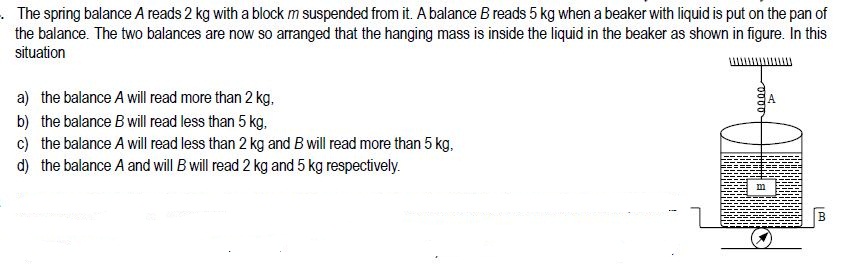 . The spring balance A reads 2 kg with a block m suspended from it. A balance B reads 5 kg when a beaker with liquid is put on the pan of
the balance. The two balances are now so arranged that the hanging mass is inside the liquid in the beaker as shown in figure. In this
situation
a) the balance A will read more than 2 kg,
b) the balance B will read less than 5 kg,
c) the balance A will read less than 2 kg and B will read more than 5 kg,
d) the balance A and will B will read 2 kg and 5 kg respectively.
A
m
B